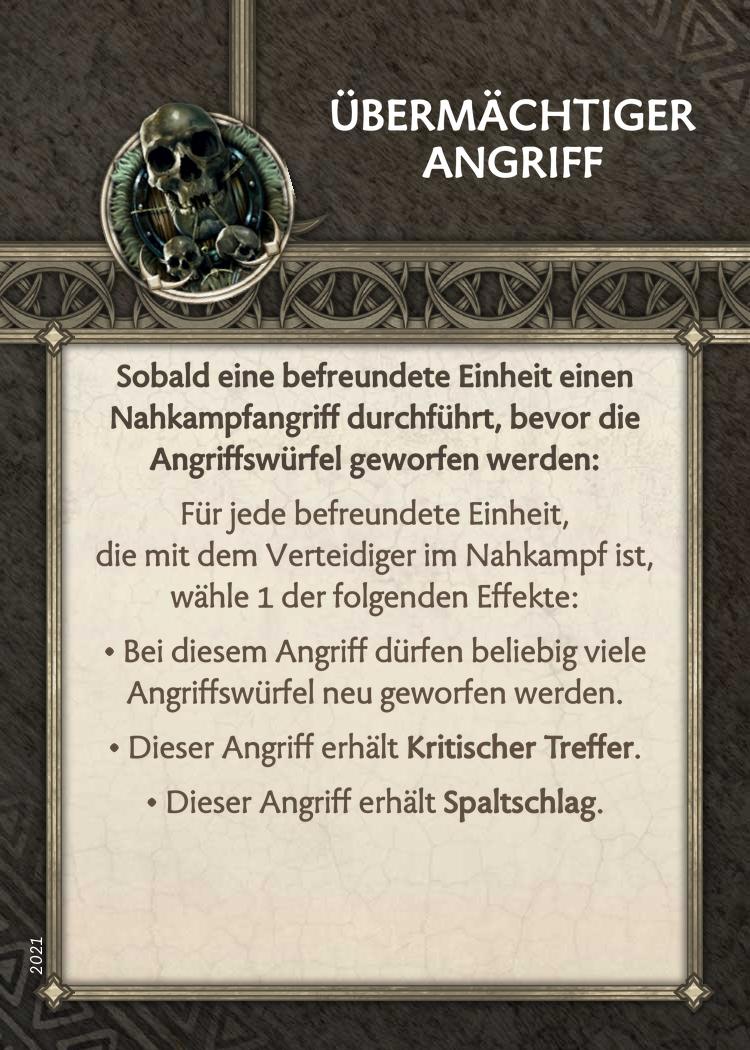 ÜBERMÄCHTIGER
ANGRIFF
Sobald eine befreundete Einheit einen
Nahkampfangriff durchführt, bevor die
Angriffswürfel geworfen werden:
Für jede befreundete Einheit,
die mit dem Verteidiger im Nahkampf ist,
wähle 1 der folgenden Effekte:
• Bei diesem Angriff dürfen beliebig viele
Angriffswürfel neu geworfen werden.
• Dieser Angriff erhält Kritischer Treffer.
• Dieser Angriff erhält Spaltschlag.
2021